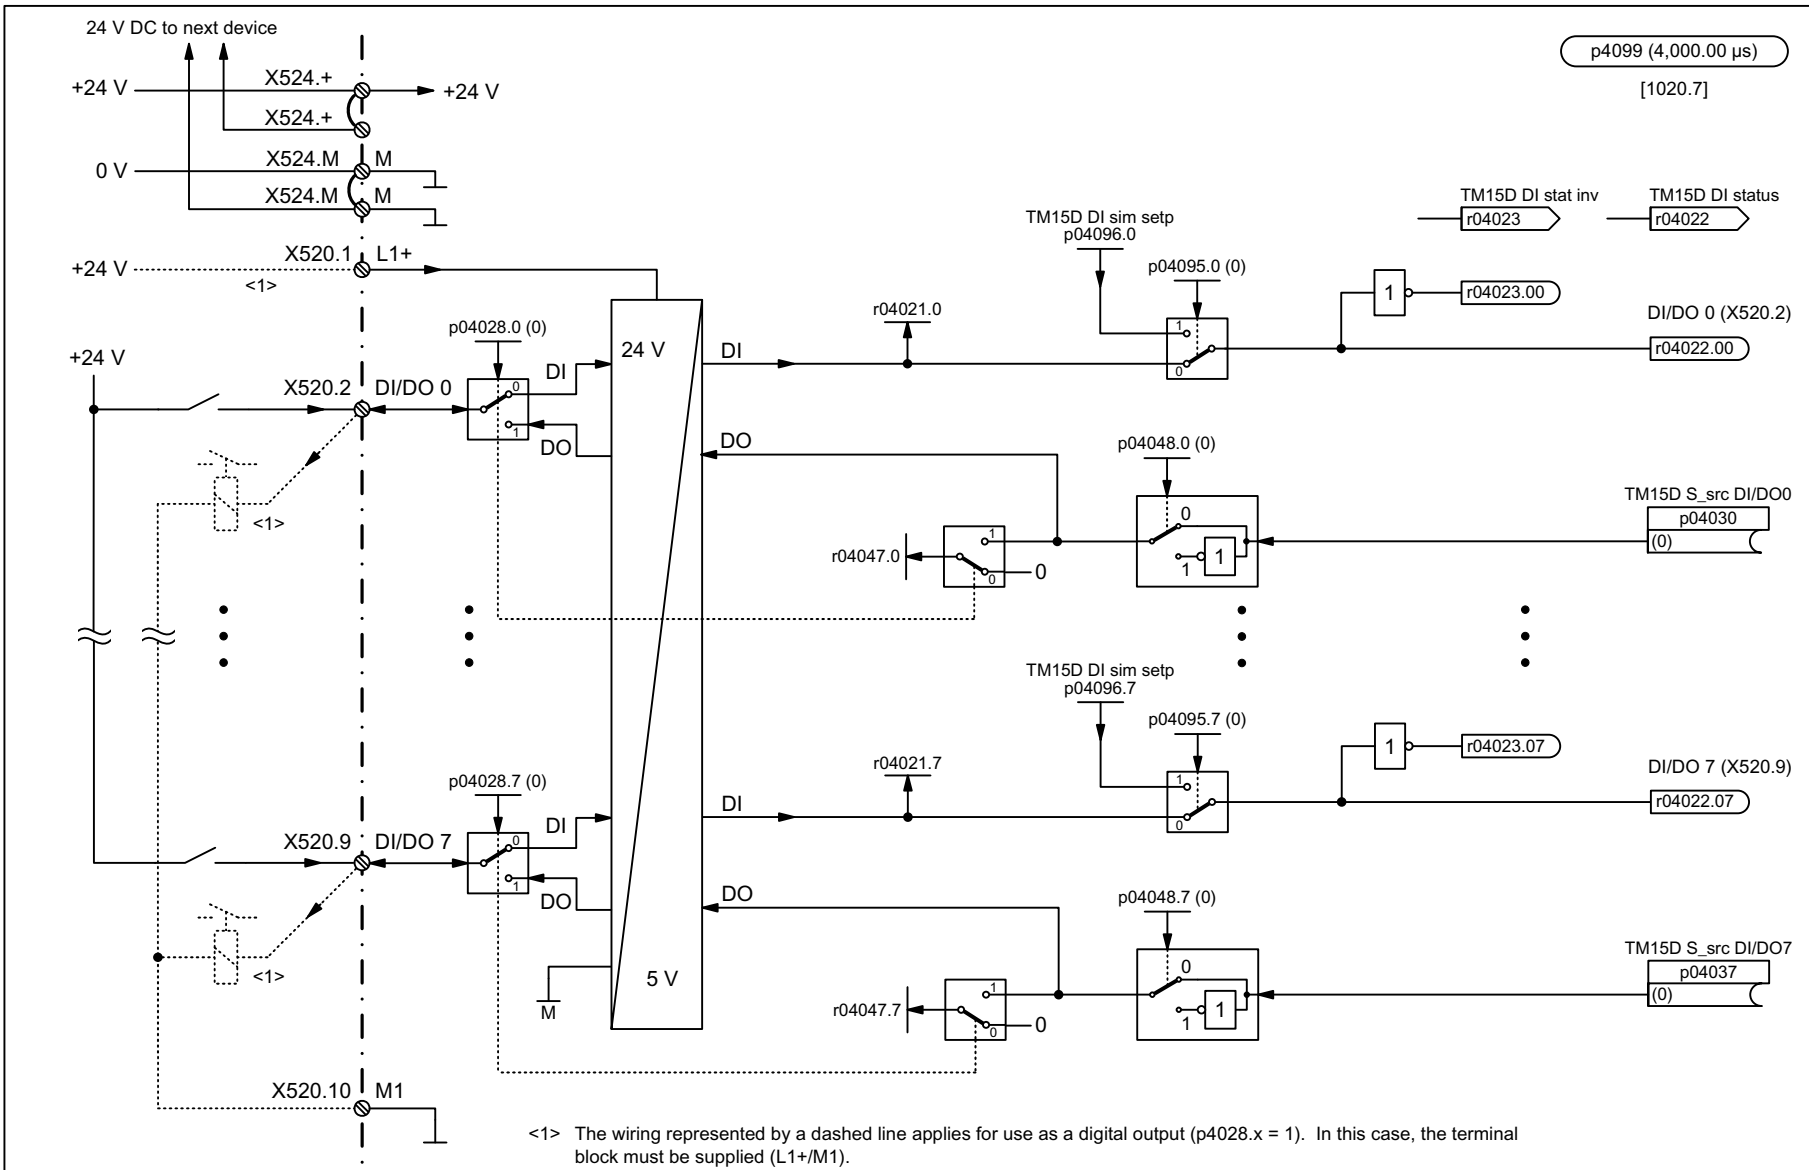 24 V DC to next device
p4099 (4,000.00 µs)
[1020.7]
+24 V
X524.+
+24 V
X524.+
0 V
X524.M
M
X524.M
M
TM15D DI stat inv
r04023
TM15D DI status
r04022
+24 V
<1>
X520.1
L1+
TM15D DI sim setp
p04096.0
p04095.0 (0)
1
0
1
r04023.00
DI/DO 0 (X520.2)
r04022.00
r04021.0
p04028.0 (0)
24 V
DI
+24 V
X520.2
DI/DO 0
0
1
DI
DO
DO
<1>
p04048.0 (0)
0
1
1
TM15D S_src DI/DO0
p04030
(0)
r04047.0
1
0
0
TM15D DI sim setp
p04096.7
p04095.7 (0)
1
0
1
r04023.07
DI/DO 7 (X520.9)
r04022.07
r04021.7
p04028.7 (0)
DI
X520.9
DI/DO 7
0
1
DI
DO
DO
<1>
p04048.7 (0)
0
1
1
TM15D S_src DI/DO7
p04037
(0)
5 V
M
r04047.7
1
0
0
X520.10
M1
<1> The wiring represented by a dashed line applies for use as a digital output (p4028.x = 1). In this case, the terminal
block must be supplied (L1+/M1).